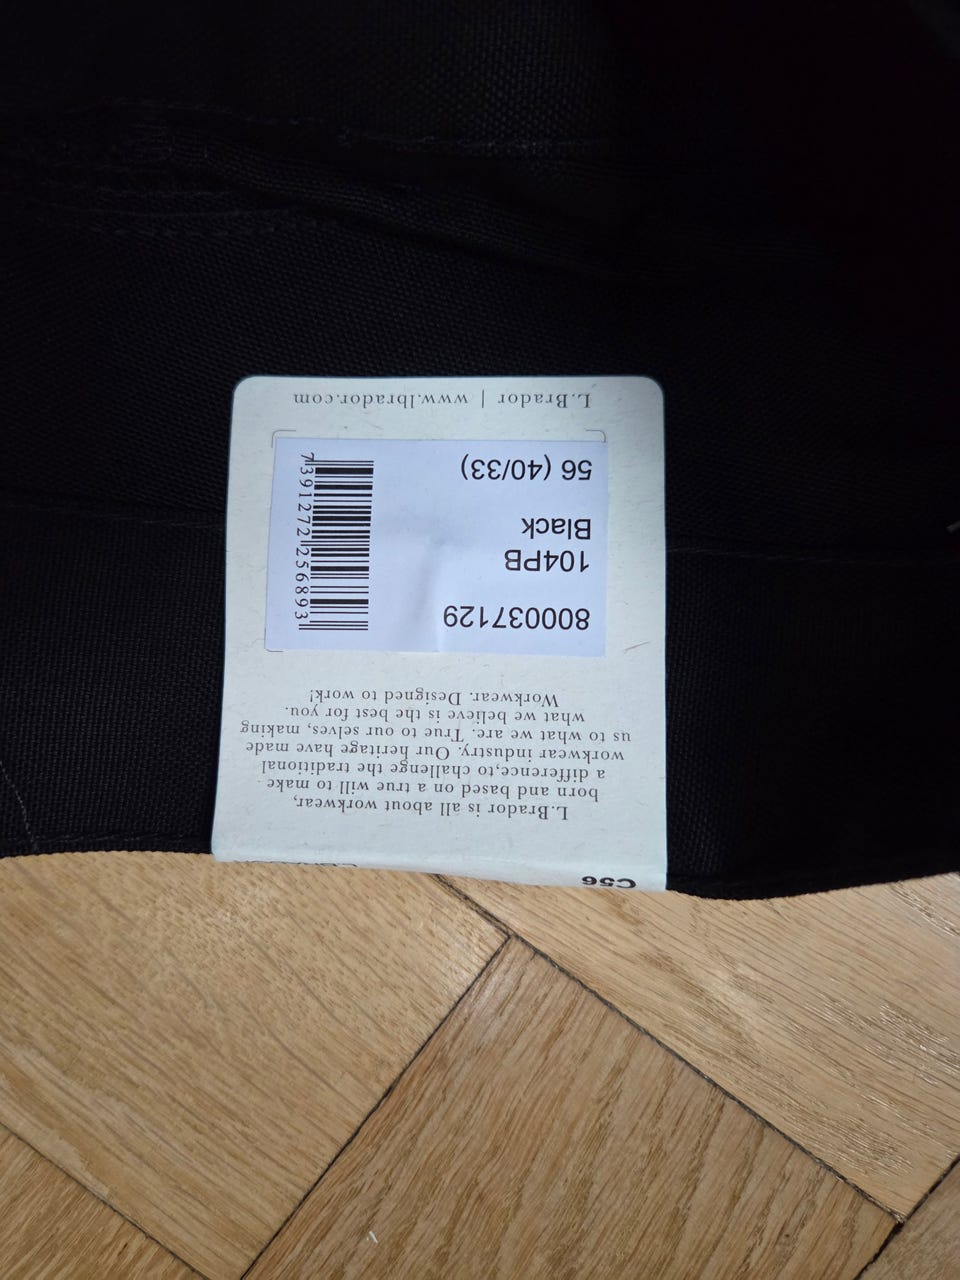 C56
L.Brador is all about workwear,
born and based on a true will to make
a difference,to challenge the traditional
workwear industry. Our heritage have made
us to what we are. True to our selves, making
what we believe is the best for you.
Workwear. Designed to work!
800037129
104PB
Black
56 (40/33)
7391272256893
L.Brador | www.lbrador.com